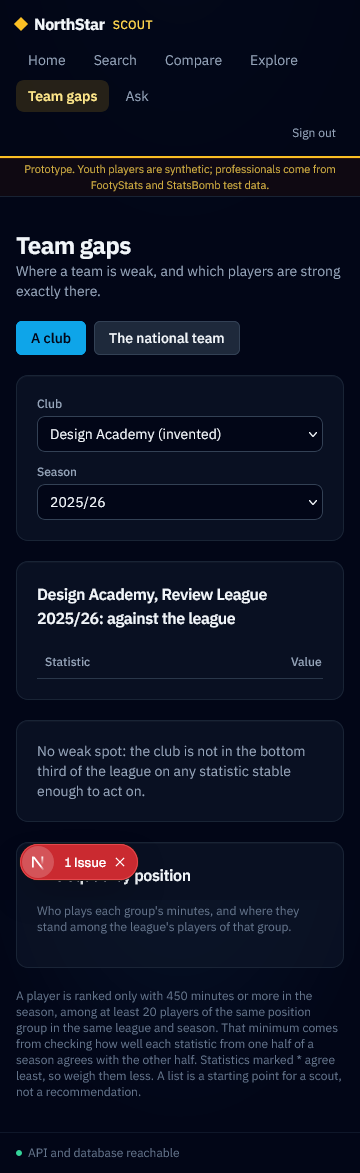 NorthStar SCOUT
Home Search Compare Explore
Team gaps Ask
Sign out
Prototype. Youth players are synthetic; professionals come from
FootyStats and StatsBomb test data.
Team gaps
Where a team is weak, and which players are strong
exactly there.
A club The national team
Club
Design Academy (invented)
Season
2025/26
Design Academy, Review League
2025/26: against the league
Statistic Value
No weak spot: the club is not in the bottom
third of the league on any statistic stable
enough to act on.
N 1 Issue
position
Who plays each group's minutes, and where they
stand among the league's players of that group.
A player is ranked only with 450 minutes or more in the
season, among at least 20 players of the same position
group in the same league and season. That minimum comes
from checking how well each statistic from one half of a
season agrees with the other half. Statistics marked * agree
least, so weigh them less. A list is a starting point for a scout,
not a recommendation.
API and database reachable